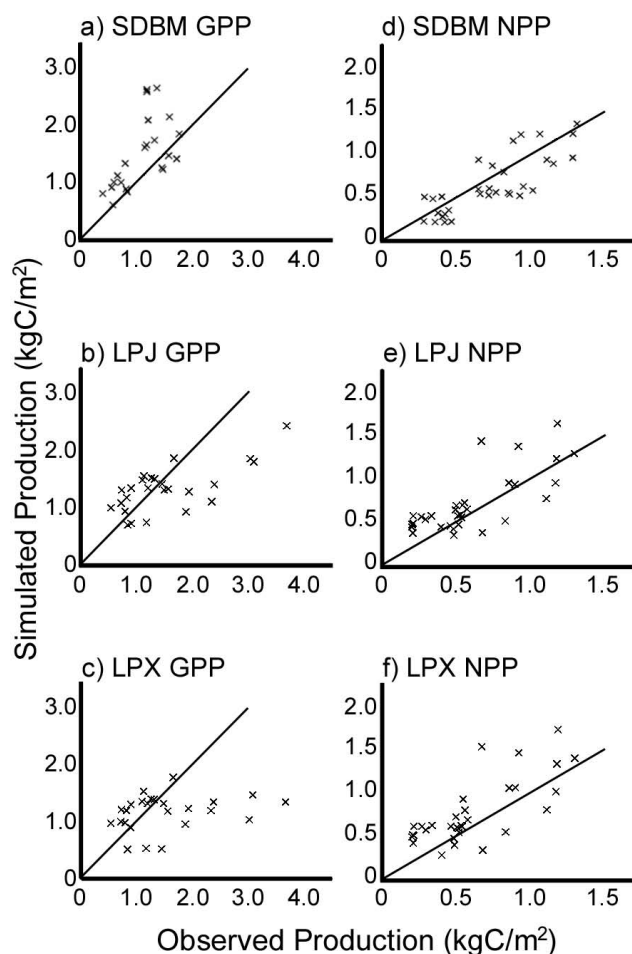 a) SDBM GPP
3.0
2.0
1.0
0
0 1.0 2.0 3.0 4.0
d) SDBM NPP
2.0
1.5
1.0
0.5
0
0 0.5 1.0 1.5
b) LPJ GPP
3.0
2.0
1.0
0
0 1.0 2.0 3.0 4.0
e) LPJ NPP
2.0
1.5
1.0
0.5
0
0 0.5 1.0 1.5
c) LPX GPP
3.0
2.0
1.0
0
0 1.0 2.0 3.0 4.0
f) LPX NPP
2.0
1.5
1.0
0.5
0
0 0.5 1.0 1.5
Simulated Production (kgC/m²)
Observed Production (kgC/m²)